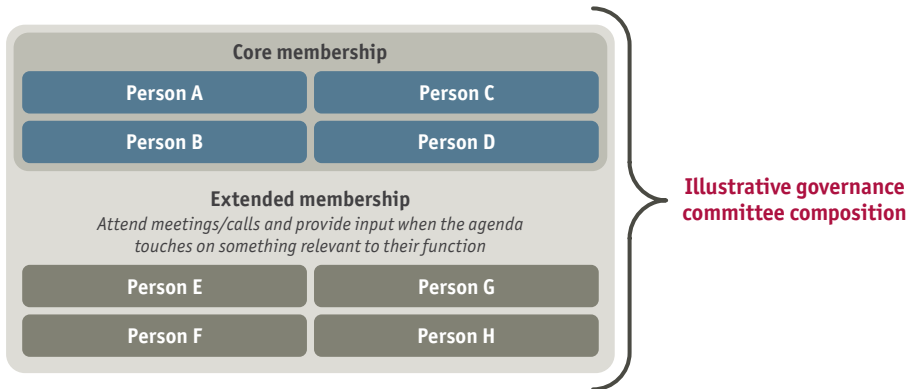 Core membership
Person A
Person C
Person B
Person D
Extended membership
Attend meetings/calls and provide input when the agenda
touches on something relevant to their function
Person E
Person G
Person F
Person H
Illustrative governance
committee composition